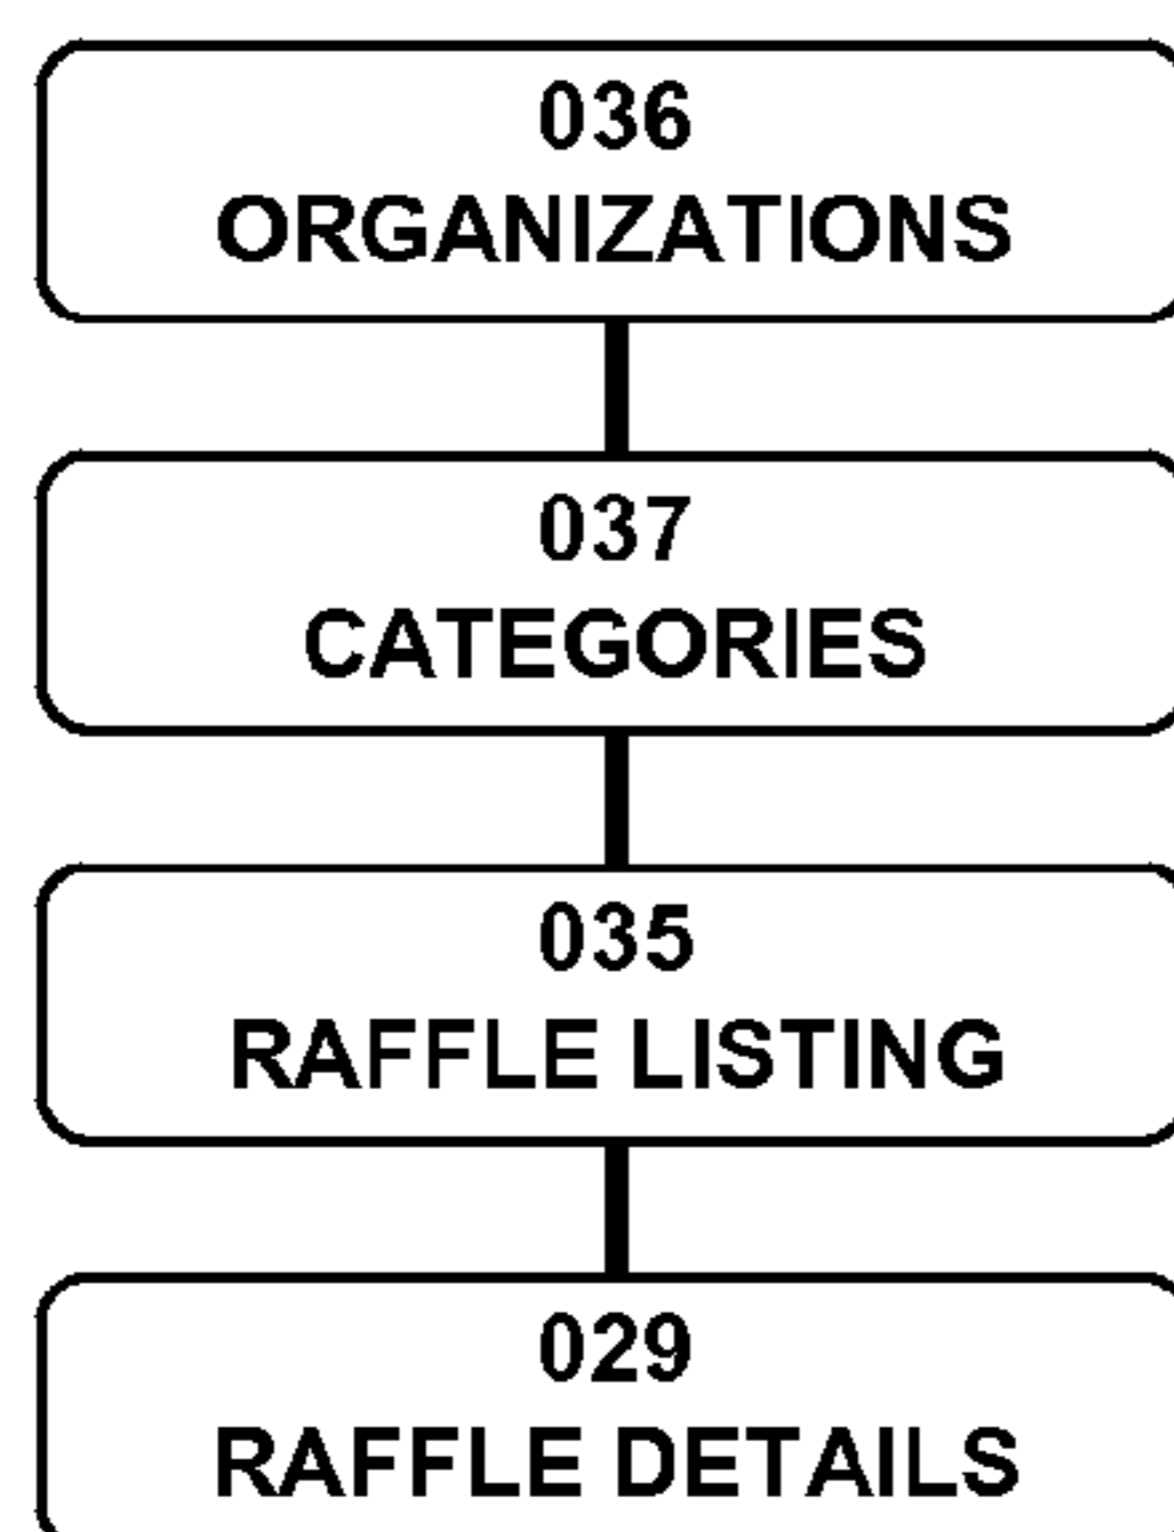 036
ORGANIZATIONS
037
CATEGORIES
035
RAFFLE LISTING
029
RAFFLE DETAILS